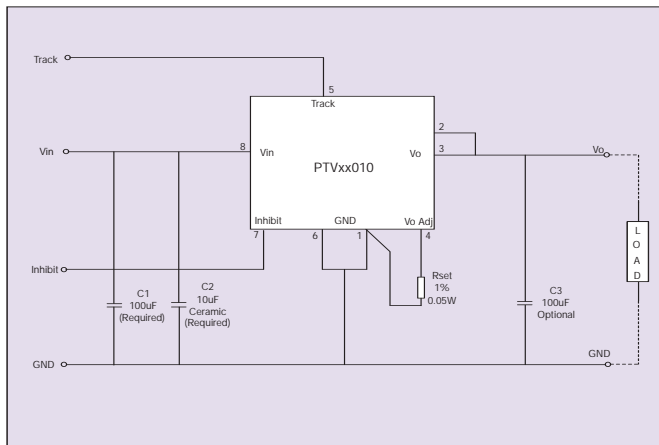 Track
5
Track
2
8
3
Vin
Vin
Vo
Vo
PTVxx010
Inhibit
GND
Vo Adj
7
6
1
4
LOAD
Inhibit
Rset
1%
0.05W
C1
100uF
(Required)
C2
10uF
Ceramic
(Required)
C3
100uF
Optional
GND
GND